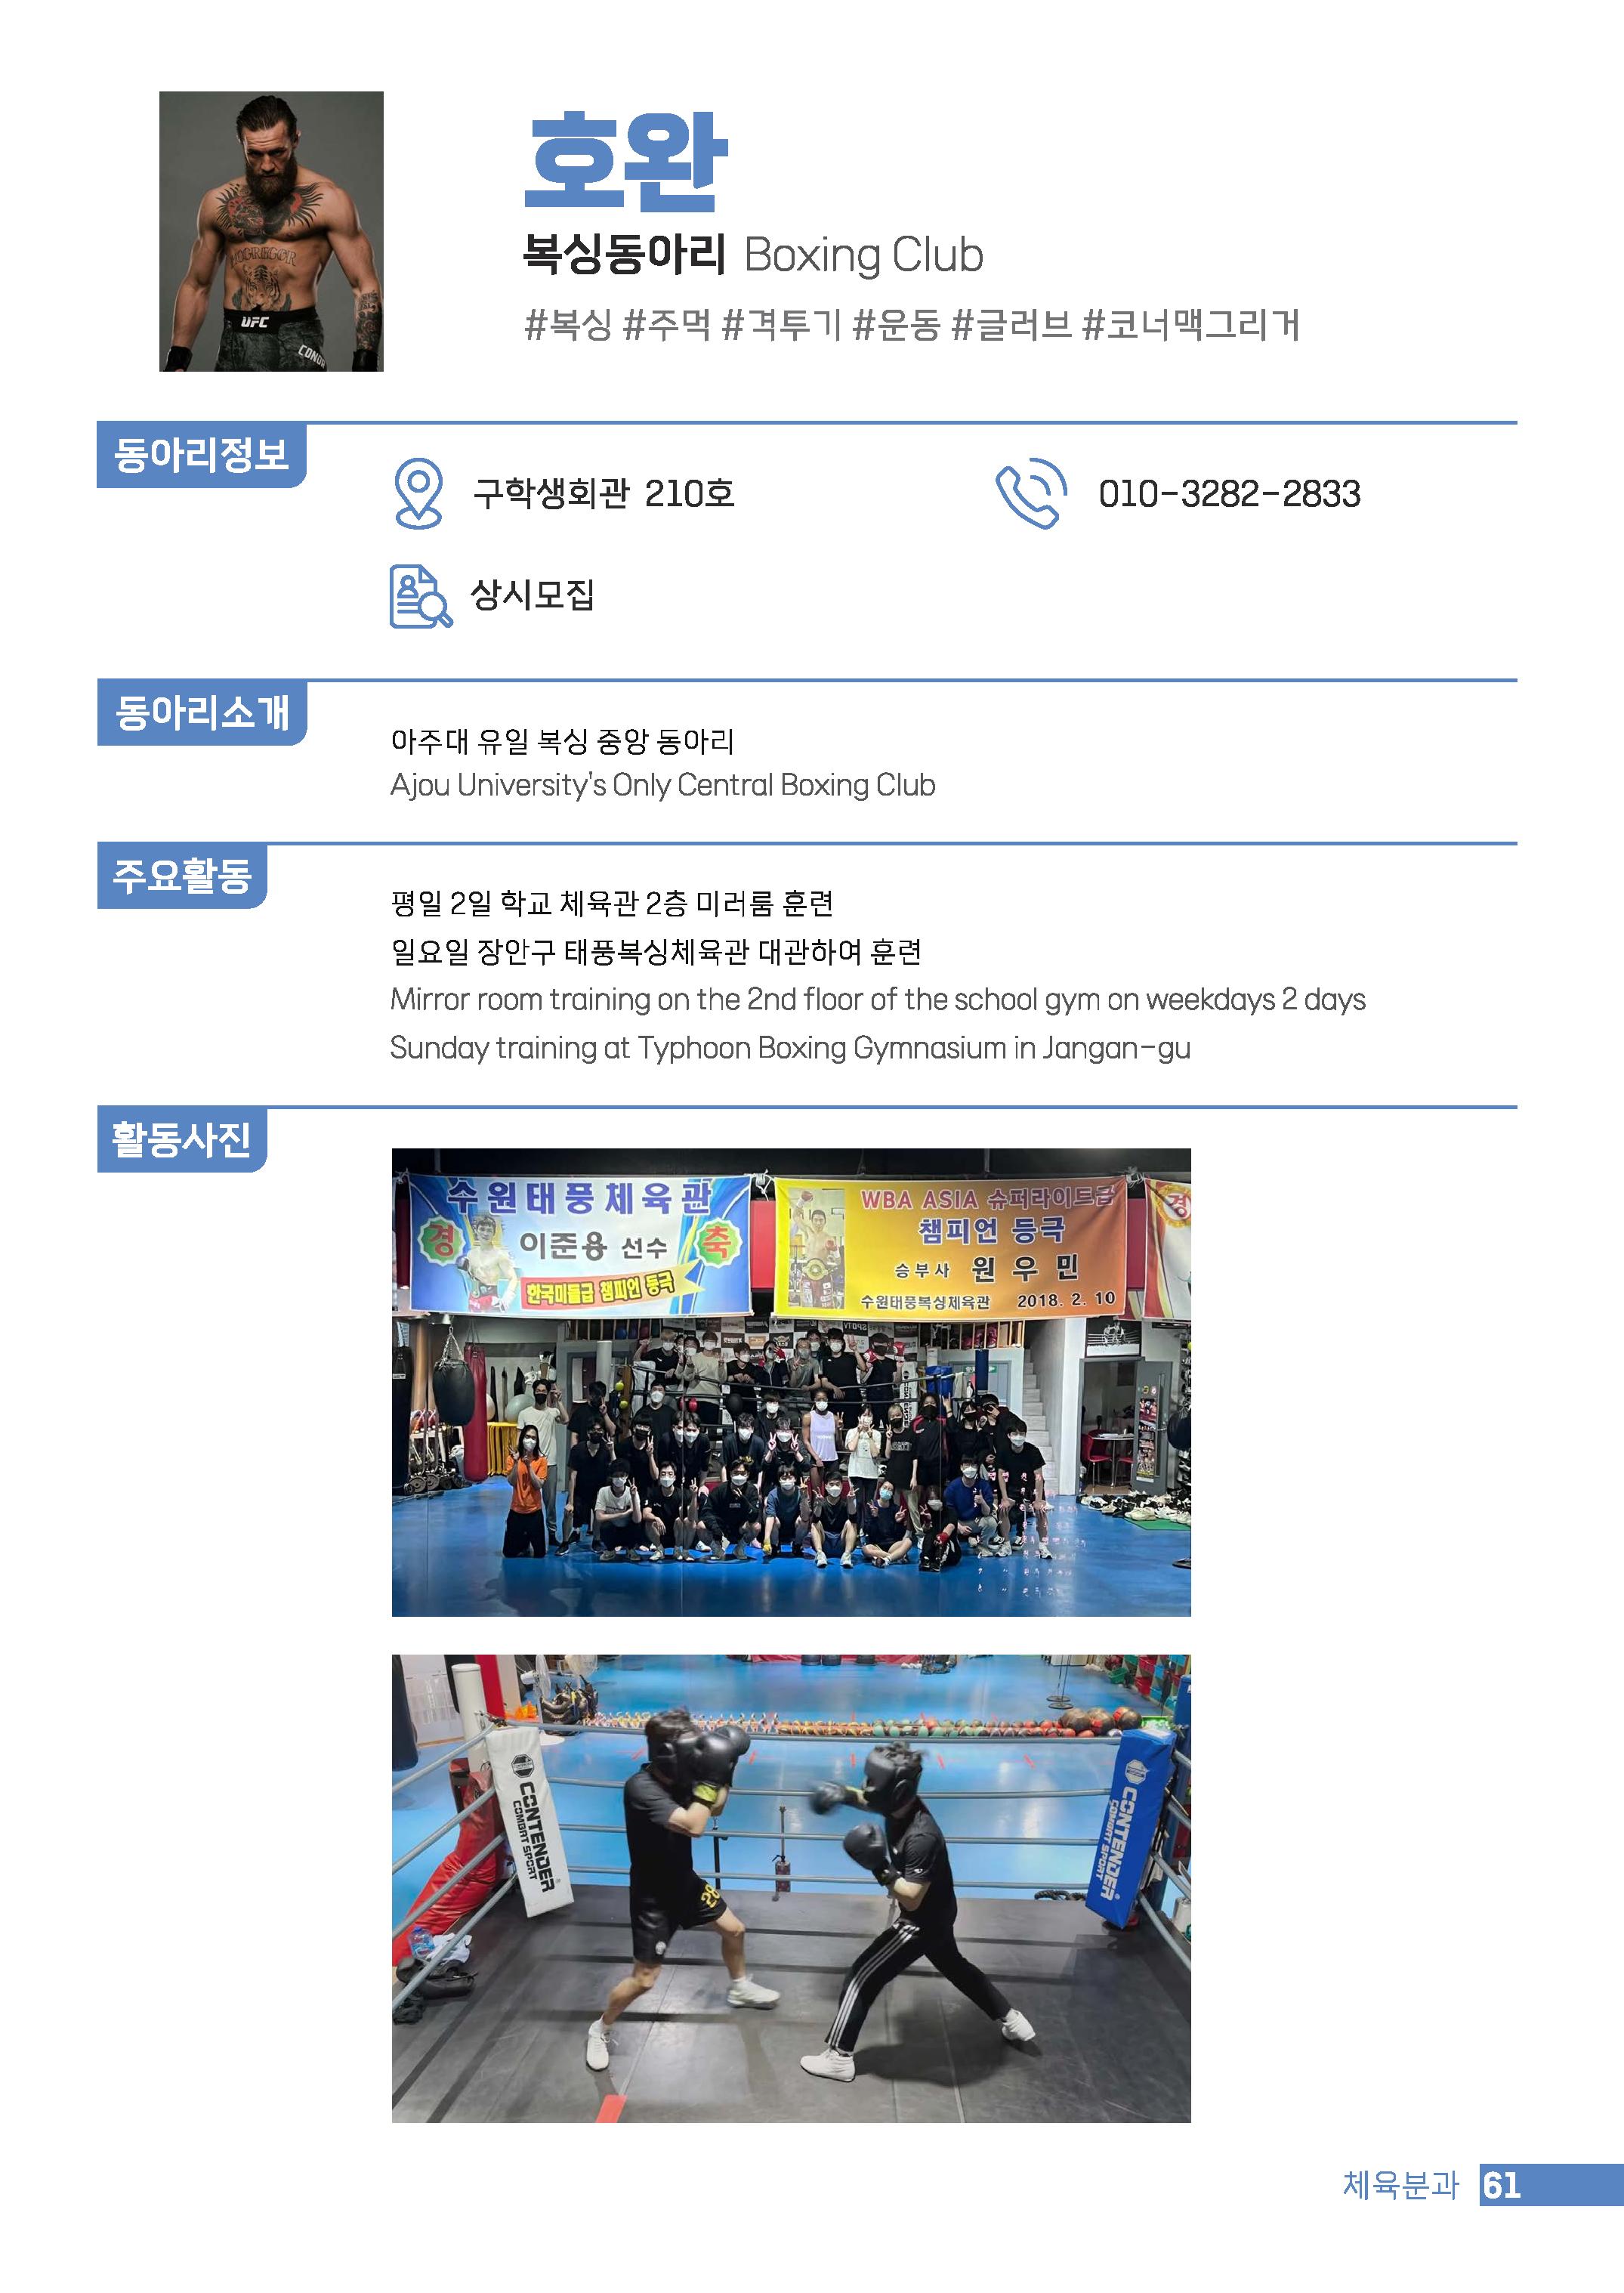 호완
복싱동아리 Boxing Club
#복싱 #주먹 #격투기 #운동 #글러브 #코너맥그리거
McGREGOR
UFC
CONOR
동아리정보
구학생회관 210호
010-3282-2833
상시모집
동아리소개
아주대 유일 복싱 중앙 동아리
Ajou University's Only Central Boxing Club
주요활동
평일 2일 학교 체육관 2층 미러룸 훈련
일요일 장안구 태풍복싱체육관 대관하여 훈련
Mirror room training on the 2nd floor of the school gym on weekdays 2 days
Sunday training at Typhoon Boxing Gymnasium in Jangan-gu
활동사진
수원태풍체육관
경 이준용 선수 축
한국미들급 챔피언 등극
WBA ASIA 슈퍼라이트급
챔피언 등극
승부사 원우민
수원태풍복싱체육관 2018. 2. 10
경
CONTENDER
COMBAT SPORT
CONTENDER
COMBAT SPORT
28
체육분과 61